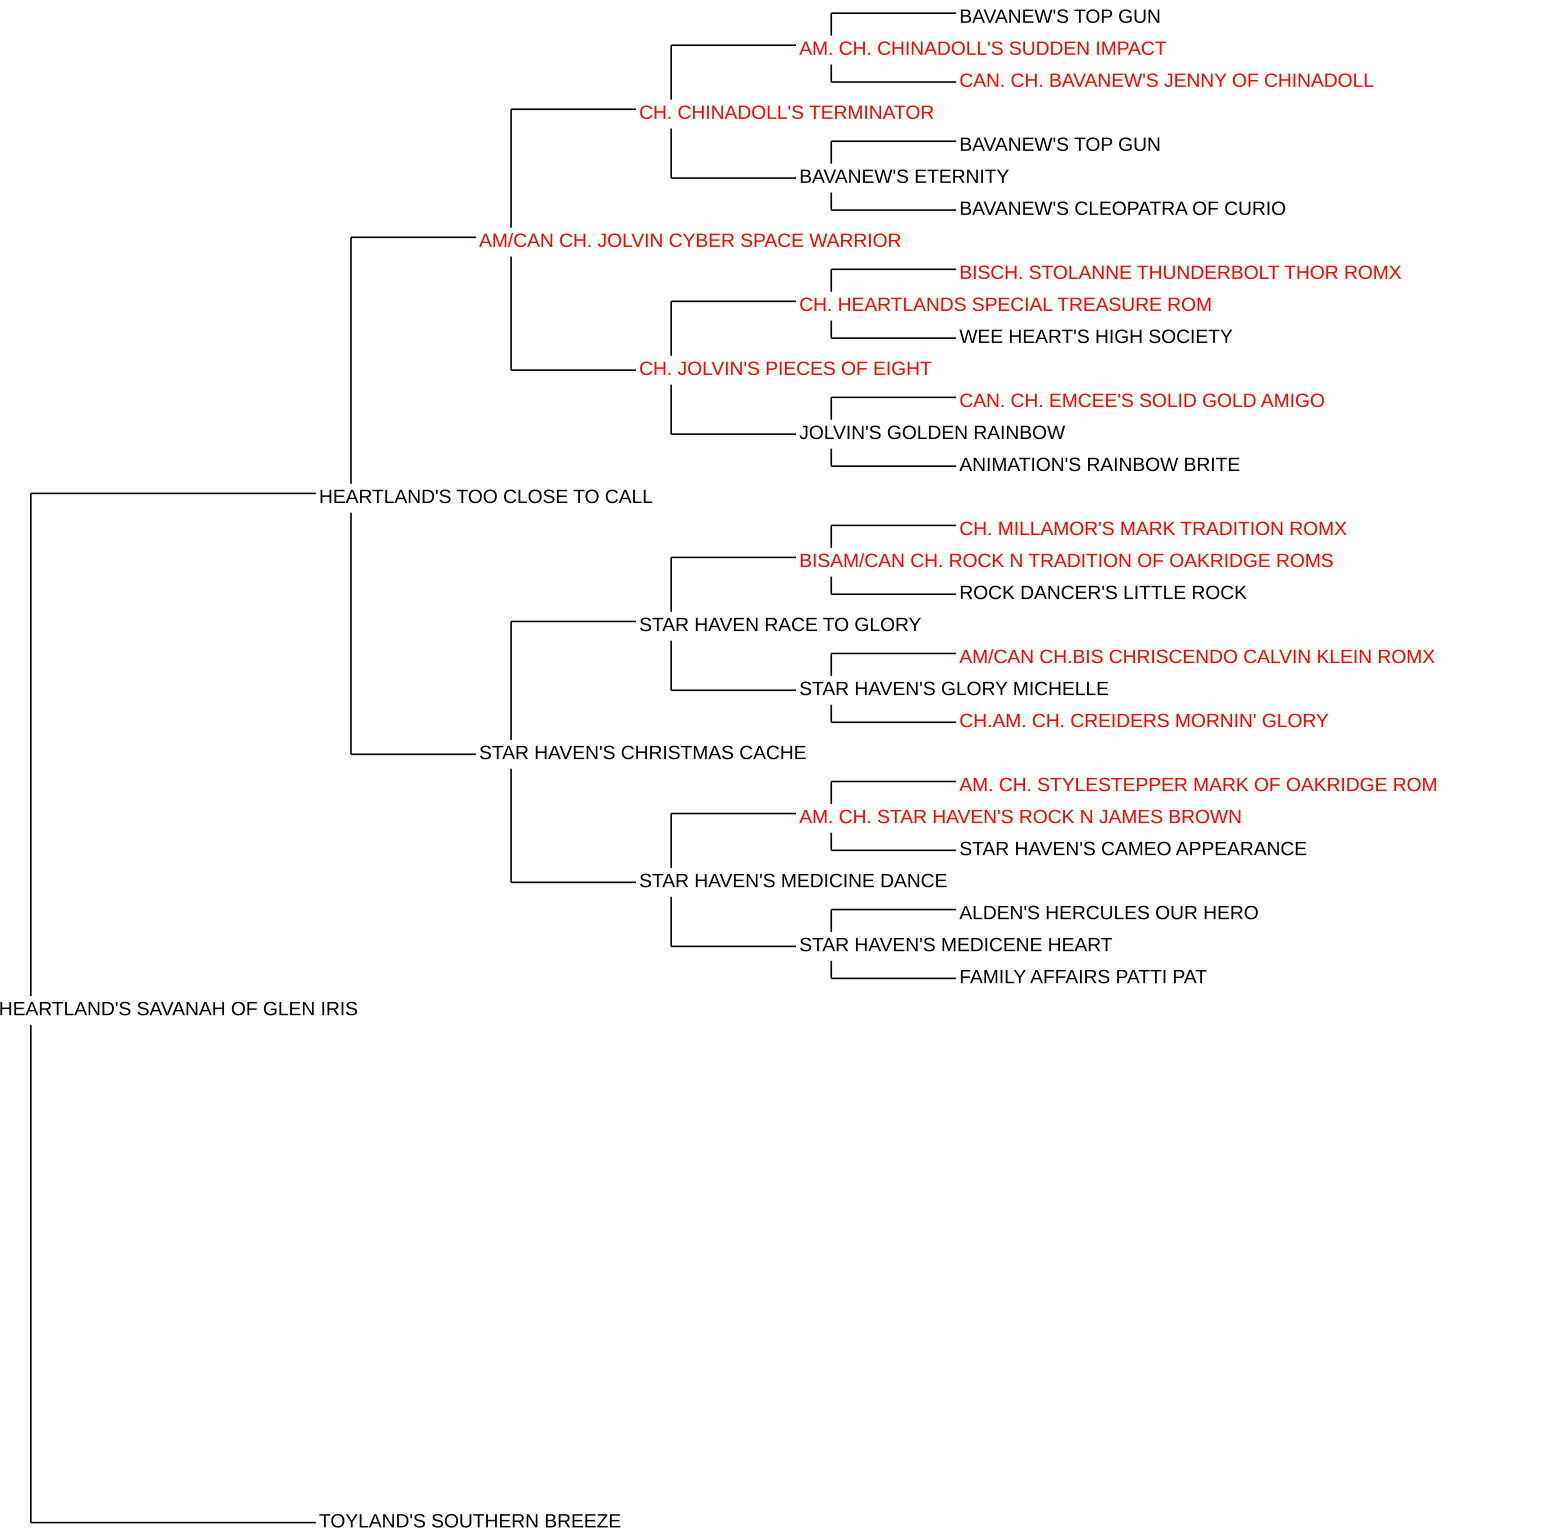 BAVANEW'S TOP GUN
AM. CH. CHINADOLL'S SUDDEN IMPACT
CAN. CH. BAVANEW'S JENNY OF CHINADOLL
CH. CHINADOLL'S TERMINATOR
BAVANEW'S TOP GUN
BAVANEW'S ETERNITY
BAVANEW'S CLEOPATRA OF CURIO
AM/CAN CH. JOLVIN CYBER SPACE WARRIOR
BISCH. STOLANNE THUNDERBOLT THOR ROMX
CH. HEARTLANDS SPECIAL TREASURE ROM
WEE HEART'S HIGH SOCIETY
CH. JOLVIN'S PIECES OF EIGHT
CAN. CH. EMCEE'S SOLID GOLD AMIGO
JOLVIN'S GOLDEN RAINBOW
ANIMATION'S RAINBOW BRITE
HEARTLAND'S TOO CLOSE TO CALL
CH. MILLAMOR'S MARK TRADITION ROMX
BISAM/CAN CH. ROCK N TRADITION OF OAKRIDGE ROMS
ROCK DANCER'S LITTLE ROCK
STAR HAVEN RACE TO GLORY
AM/CAN CH.BIS CHRISCENDO CALVIN KLEIN ROMX
STAR HAVEN'S GLORY MICHELLE
CH.AM. CH. CREIDERS MORNIN' GLORY
STAR HAVEN'S CHRISTMAS CACHE
AM. CH. STYLESTEPPER MARK OF OAKRIDGE ROM
AM. CH. STAR HAVEN'S ROCK N JAMES BROWN
STAR HAVEN'S CAMEO APPEARANCE
STAR HAVEN'S MEDICINE DANCE
ALDEN'S HERCULES OUR HERO
STAR HAVEN'S MEDICENE HEART
FAMILY AFFAIRS PATTI PAT
HEARTLAND'S SAVANAH OF GLEN IRIS
TOYLAND'S SOUTHERN BREEZE